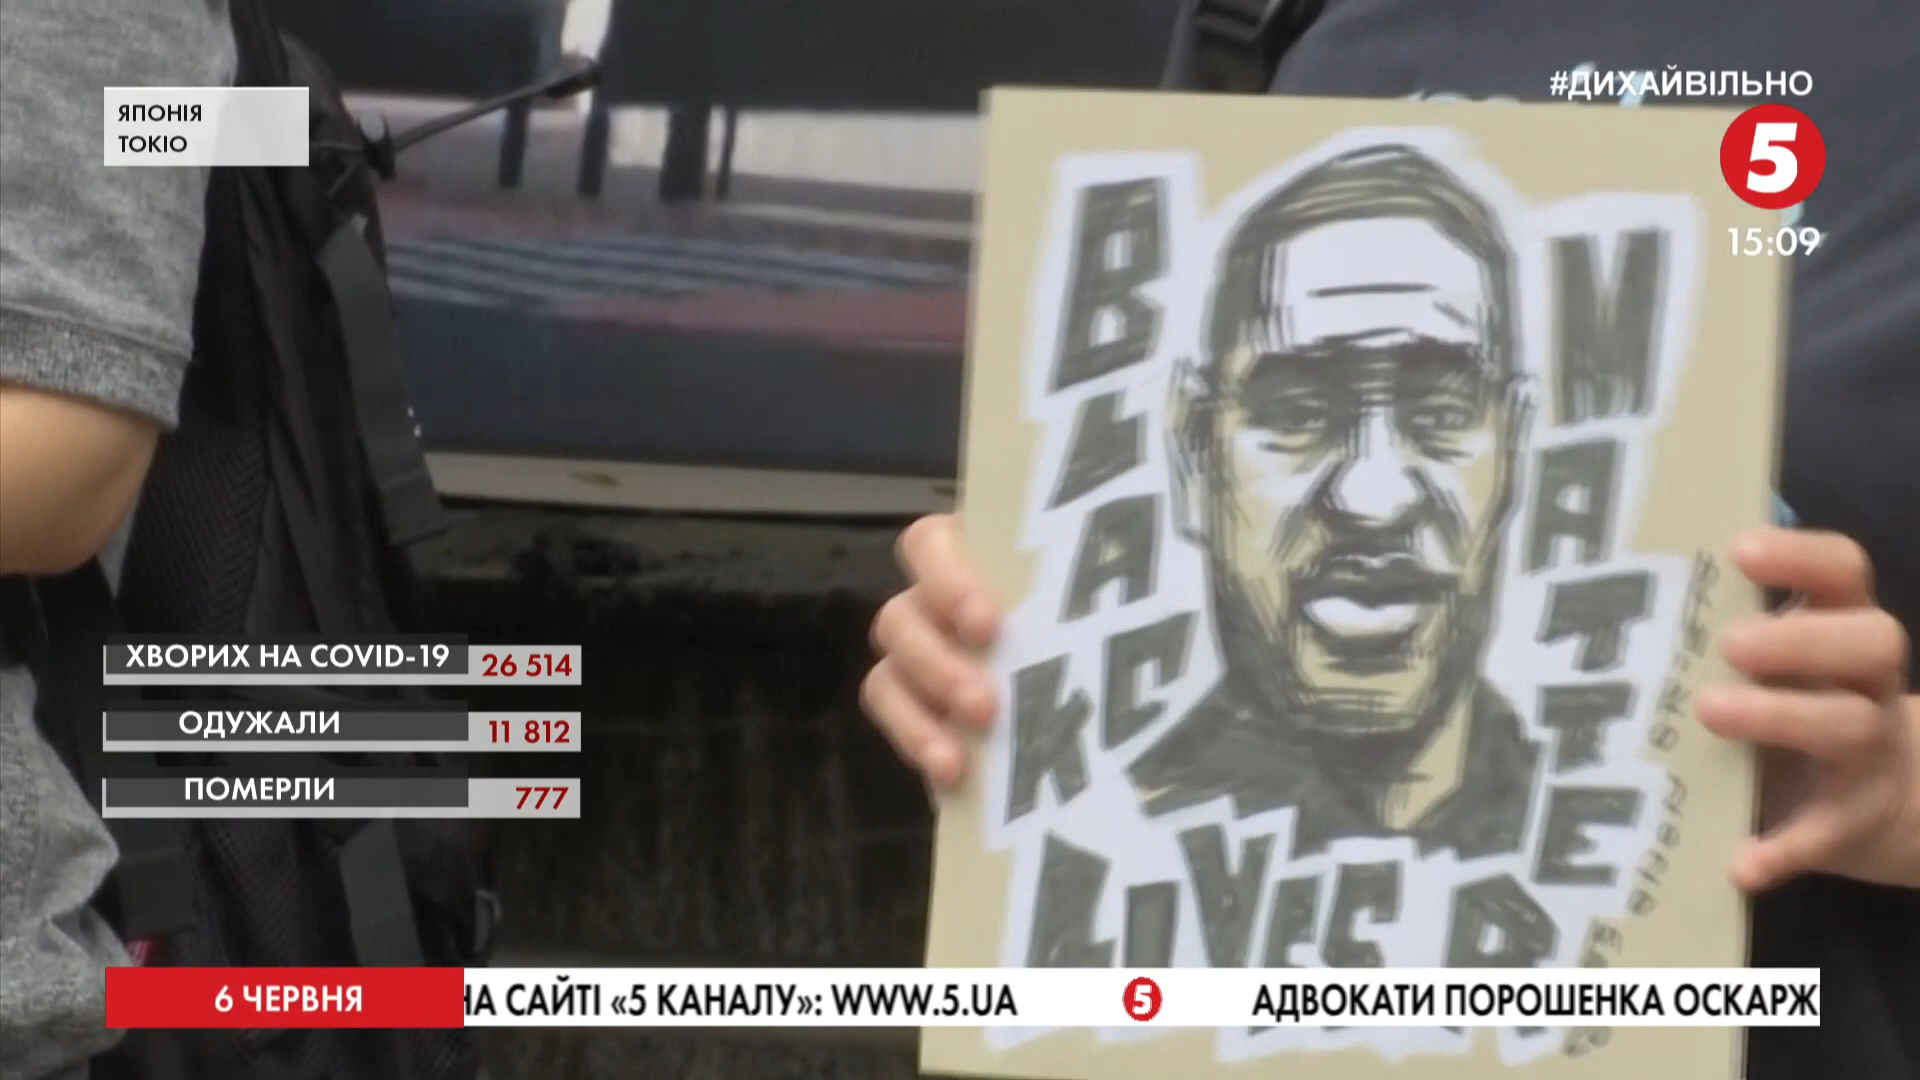 ЯПОНІЯ
ТОКІО
#ДИХАЙВІЛЬНО
5
15:09
BLACK
LIVES
MATTER
ХВОРИХ НА COVID-19 26 514
ОДУЖАЛИ 11 812
ПОМЕРЛИ 777
6 ЧЕРВНЯ
НА САЙТІ «5 КАНАЛУ»: WWW.5.UA 5 АДВОКАТИ ПОРОШЕНКА ОСКАРЖ